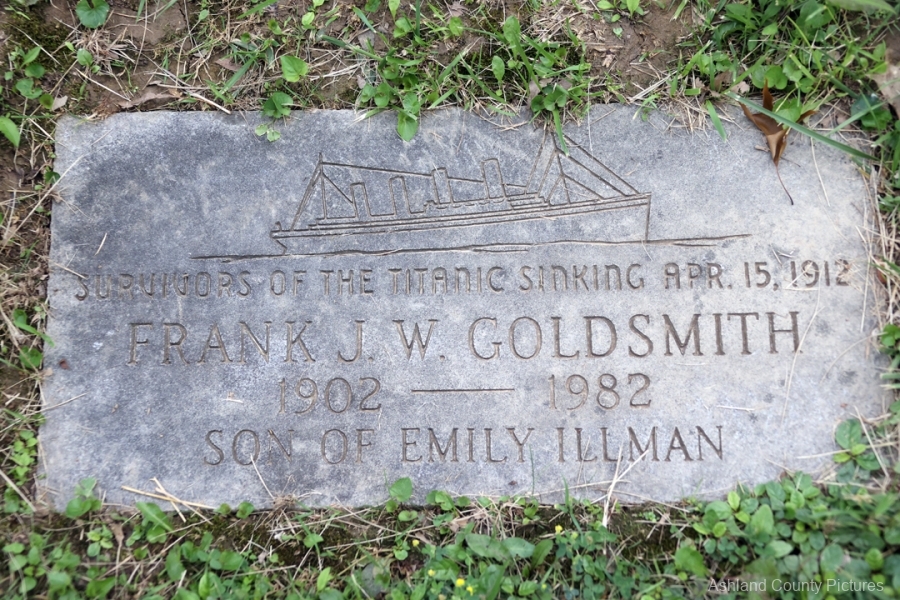 SURVIVORS OF THE TITANIC SINKING APR. 15, 1912
FRANK J. W. GOLDSMITH
1902 — 1982
SON OF EMILY ILLMAN
Ashland County Pictures